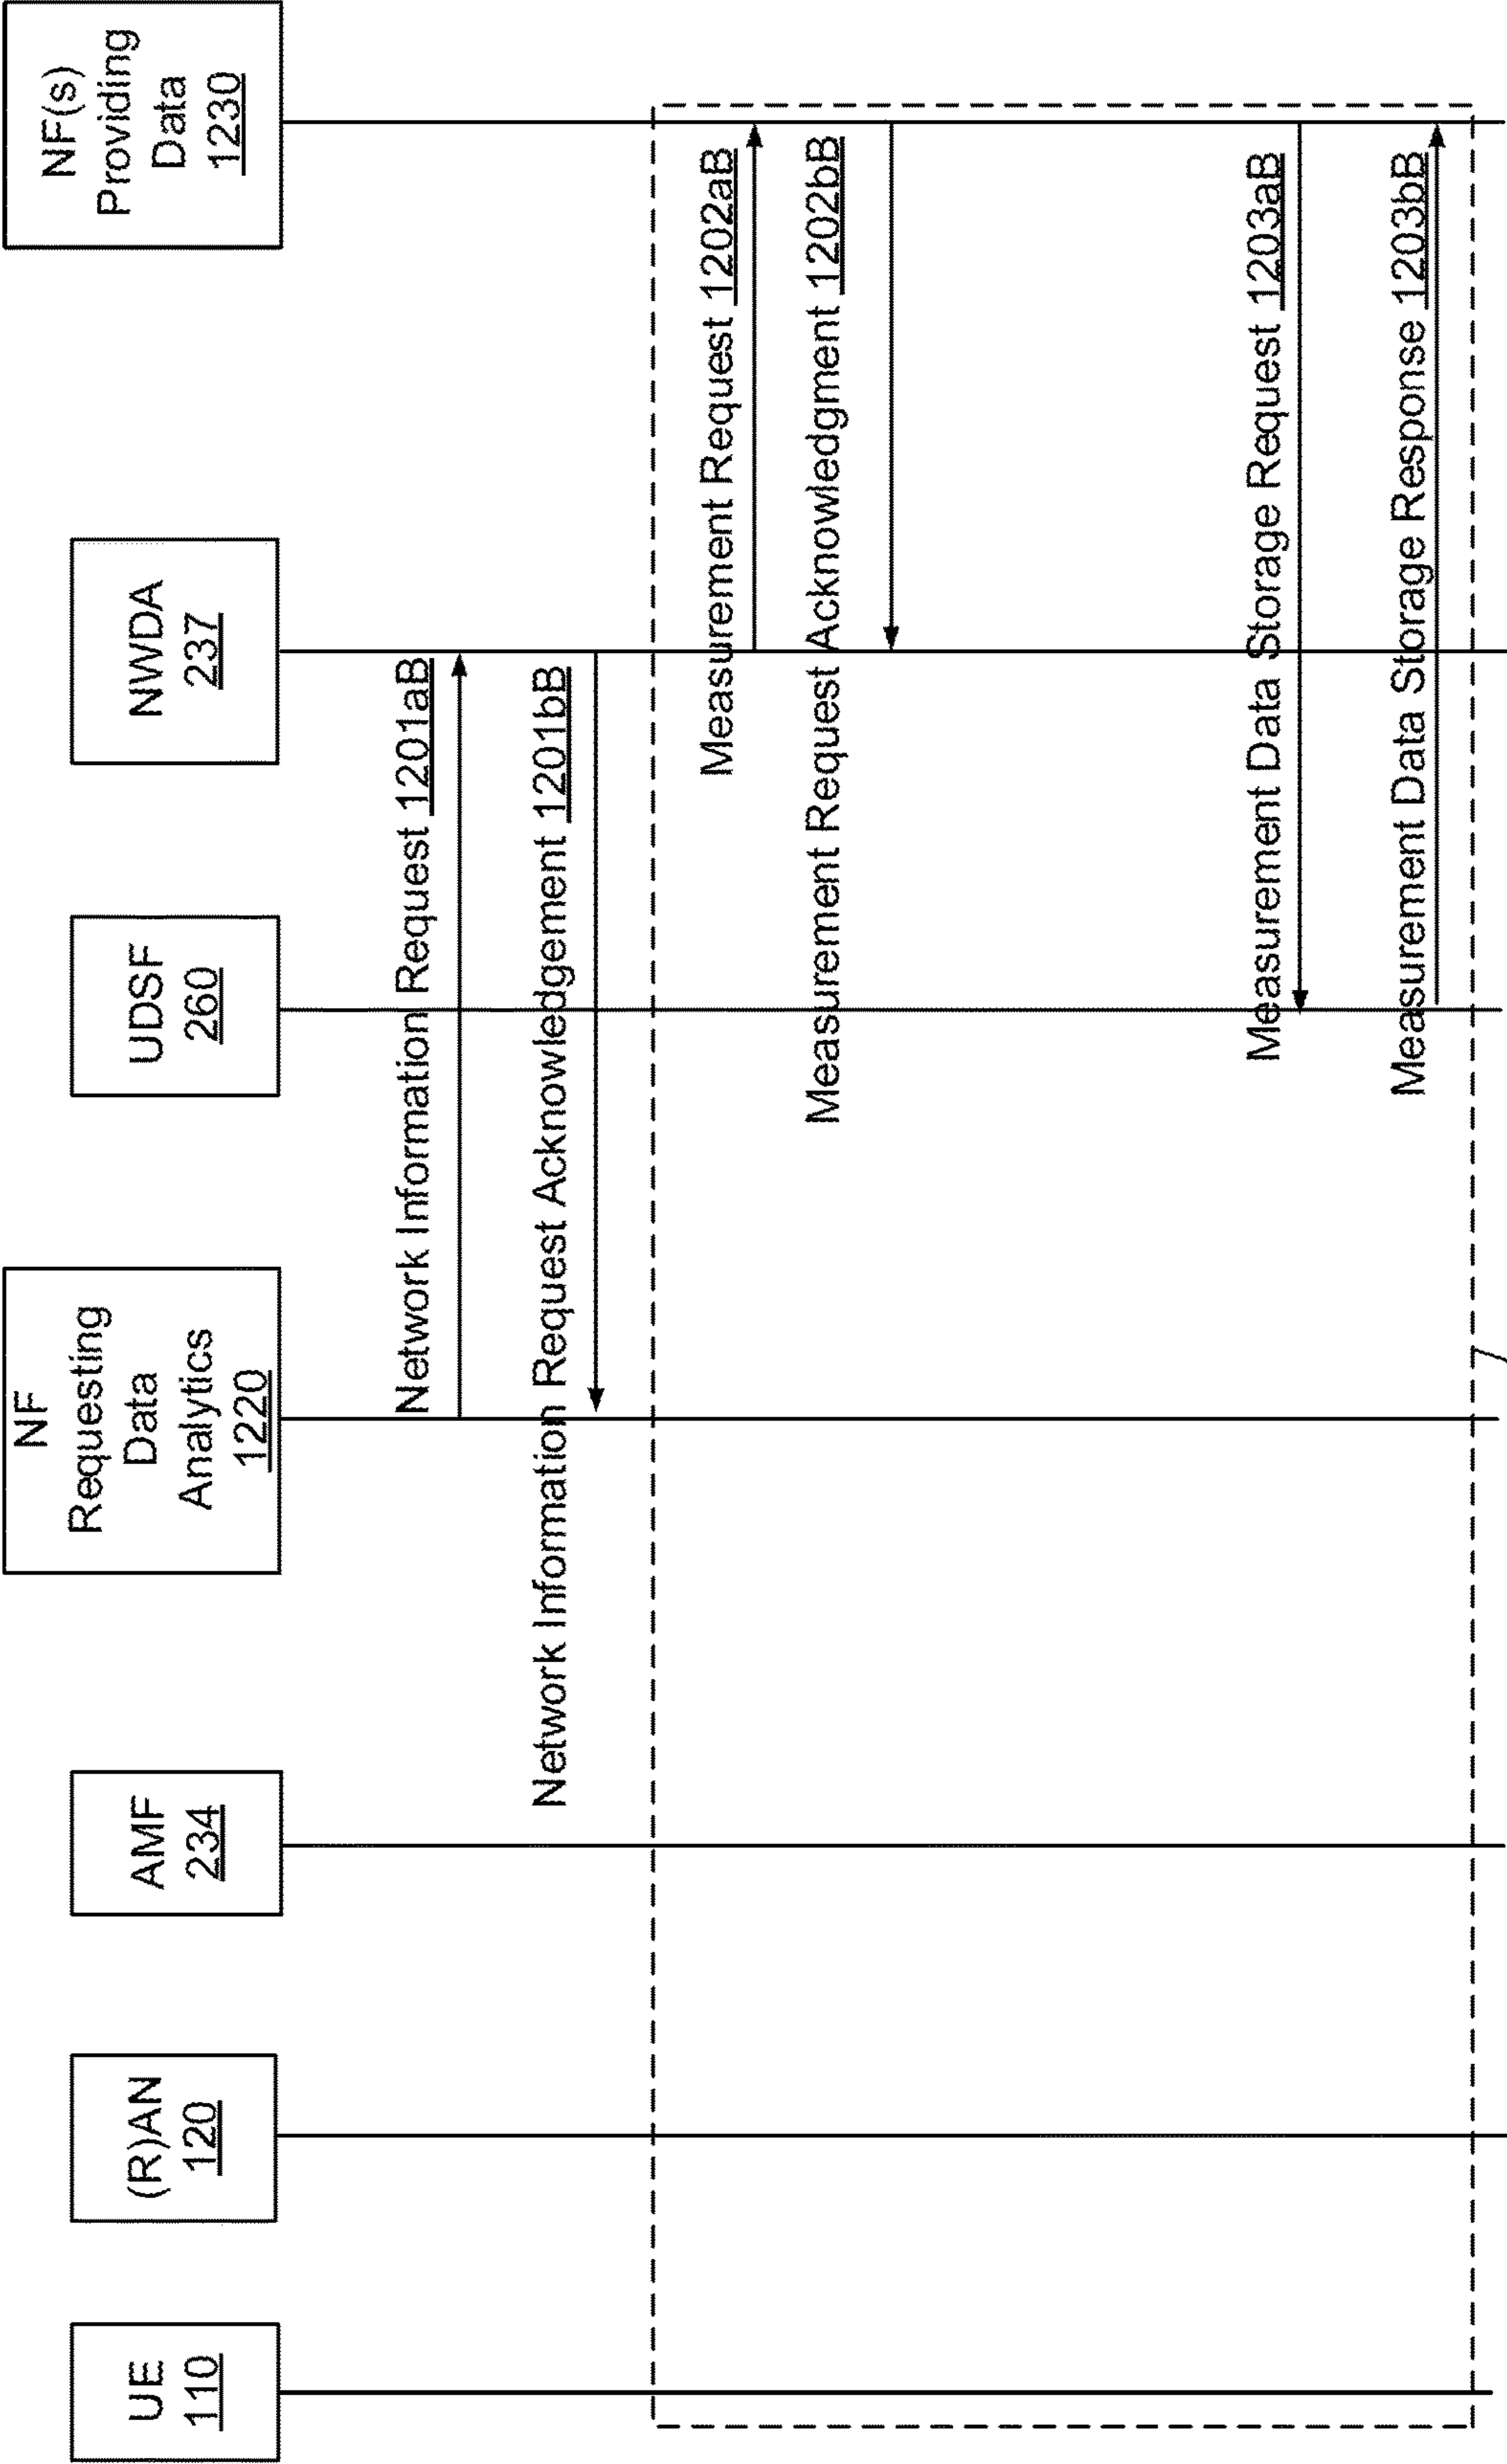 UE
110
(R)AN
120
AMF
234
NF
Requesting
Data
Analytics
1220
UDSF
260
NWDA
237
NF(s)
Providing
Data
1230
Network Information Request 1201aB
Network Information Request Acknowledgement 1201bB
Measurement Request 1202aB
Measurement Request Acknowledgment 1202bB
Measurement Data Storage Request 1203aB
Measurement Data Storage Response 1203bB